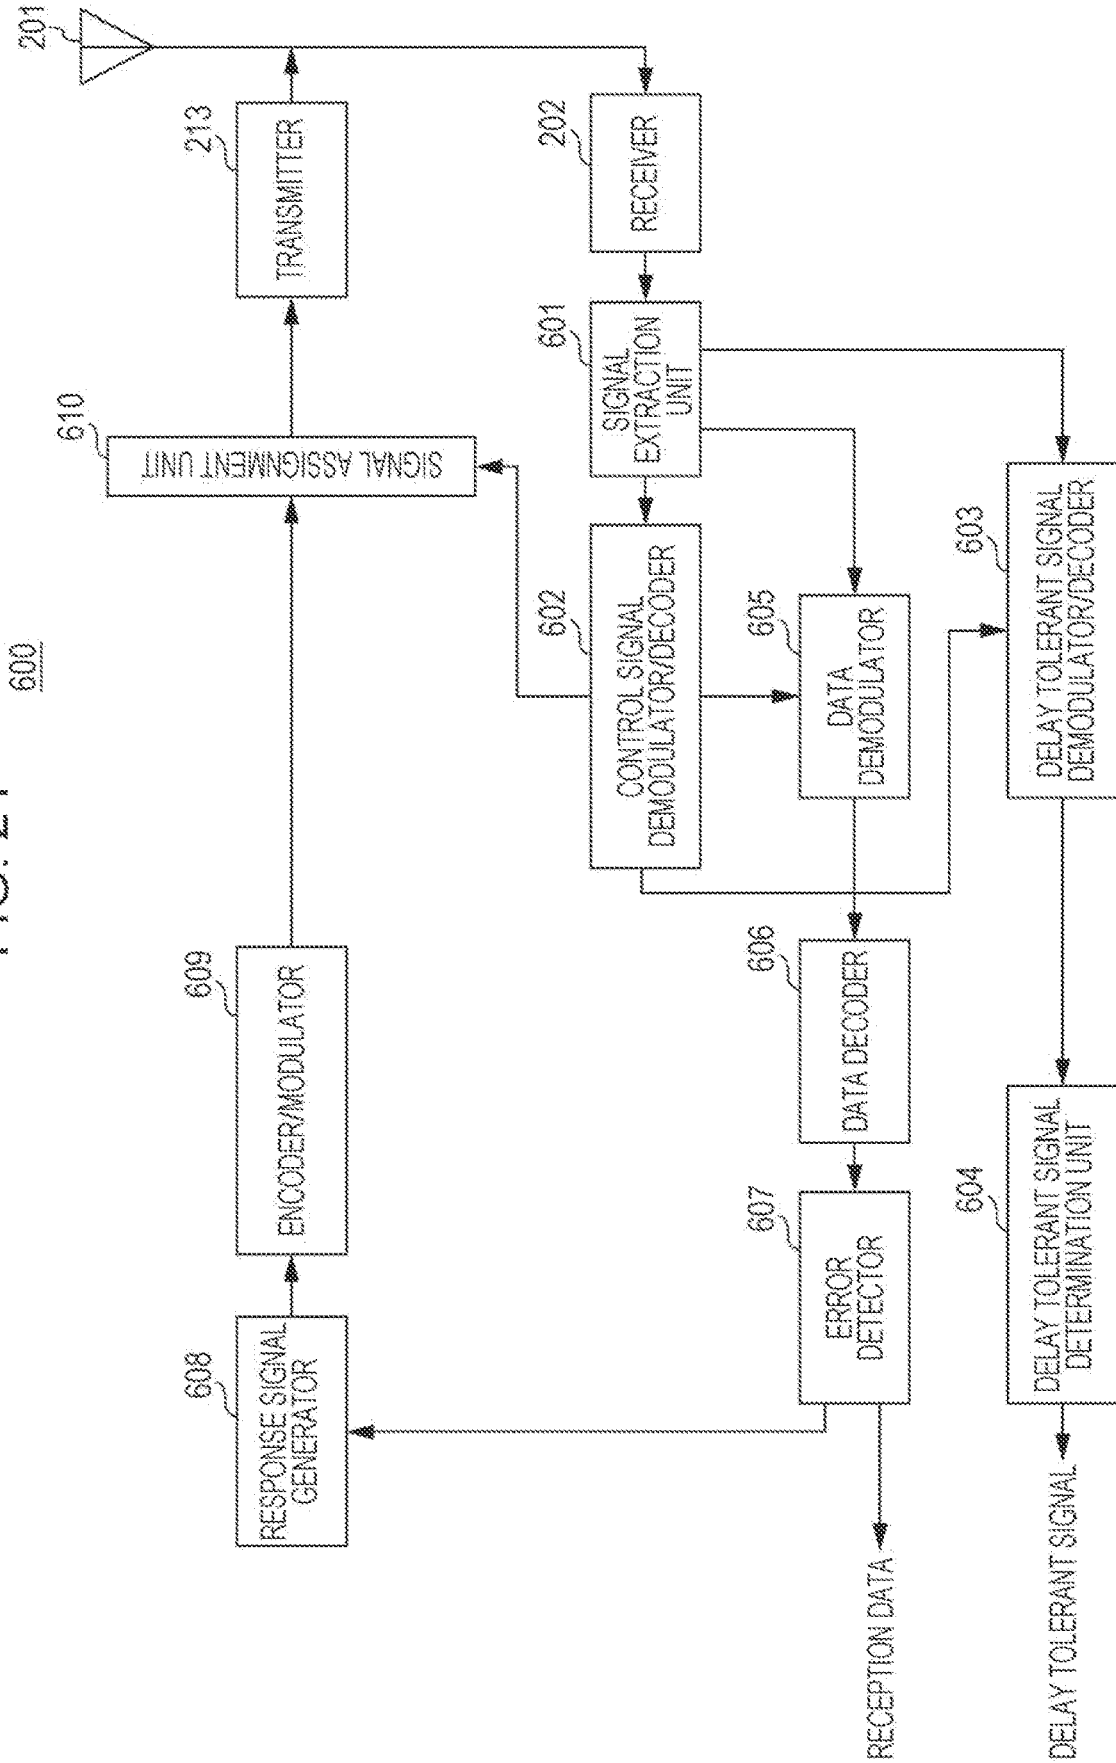 600
201
213
TRANSMITTER
202
RECEIVER
610
SIGNAL ASSIGNMENT UNIT
601
SIGNAL
EXTRACTION
UNIT
602
CONTROL SIGNAL
DEMODULATOR/DECODER
605
DATA
DEMODULATOR
603
DELAY TOLERANT SIGNAL
DEMODULATOR/DECODER
609
ENCODER/MODULATOR
606
DATA DECODER
608
RESPONSE SIGNAL
GENERATOR
607
ERROR
DETECTOR
604
DELAY TOLERANT SIGNAL
DETERMINATION UNIT
RECEPTION DATA
DELAY TOLERANT SIGNAL